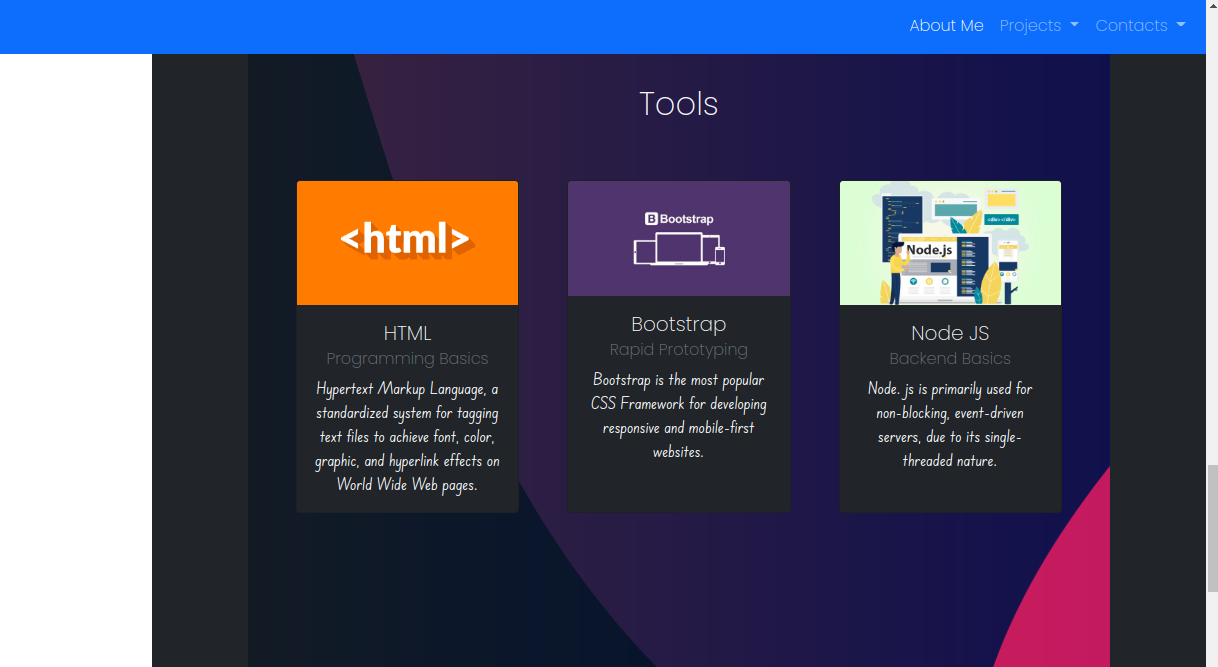 About Me Projects Contacts
Tools
<html>
HTML
Programming Basics
Hypertext Markup Language, a
standardized system for tagging
text files to achieve font, color,
graphic, and hyperlink effects on
World Wide Web pages.
B Bootstrap
Bootstrap
Rapid Prototyping
Bootstrap is the most popular
CSS Framework for developing
responsive and mobile-first
websites.
Node.js
Node JS
Backend Basics
Node. js is primarily used for
non-blocking, event-driven
servers, due to its single-
threaded nature.